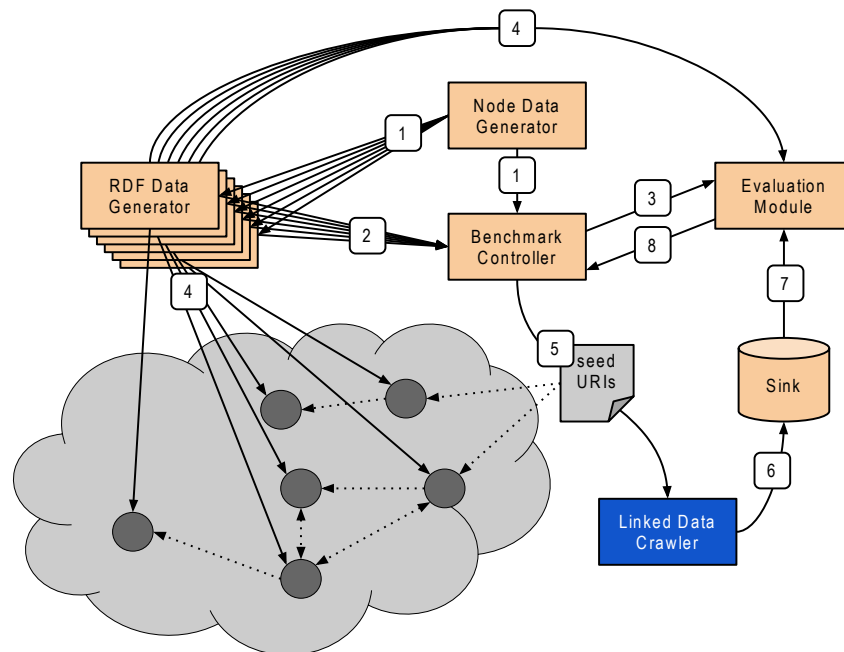 4
Node Data
Generator
1
1
RDF Data
Generator
3
Evaluation
Module
2
Benchmark
Controller
8
4
7
5
seed
URIs
Sink
6
Linked Data
Crawler